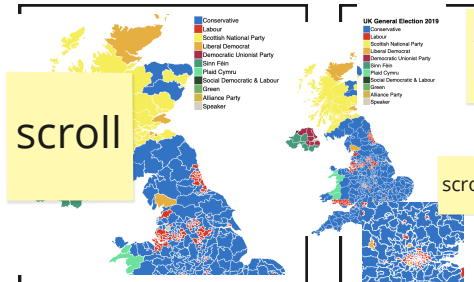 Conservative
Labour
Scottish National Party
Liberal Democrat
Democratic Unionist Party
Sinn Féin
Plaid Cymru
Social Democratic & Labour
Green
Alliance Party
Speaker
scroll
UK General Election 2019
Conservative
Labour
Scottish National Party
Liberal Democrat
Democratic Unionist Party
Sinn Féin
Plaid Cymru
Social Democratic & Labour
Green
Alliance Party
Speaker
scro